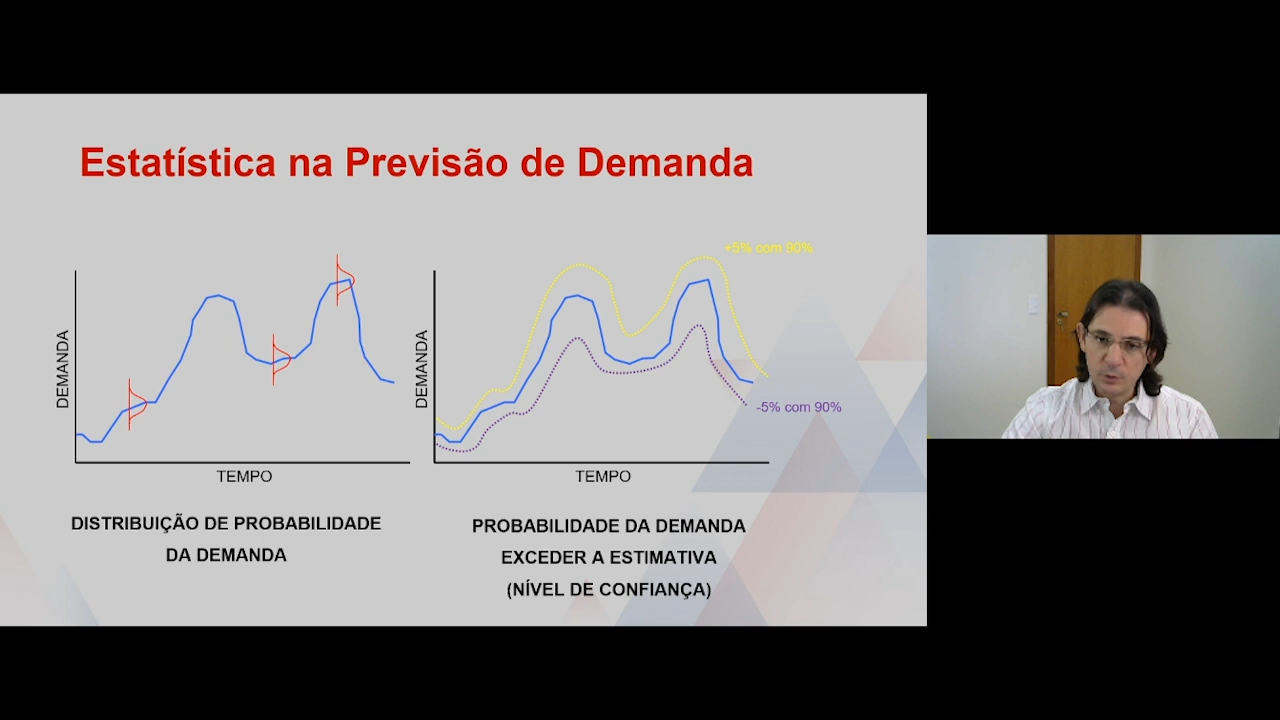 Estatística na Previsão de Demanda
+5% com 90%
DEMANDA
DEMANDA
-5% com 90%
TEMPO
TEMPO
DISTRIBUIÇÃO DE PROBABILIDADE
DA DEMANDA
PROBABILIDADE DA DEMANDA
EXCEDER A ESTIMATIVA
(NÍVEL DE CONFIANÇA)